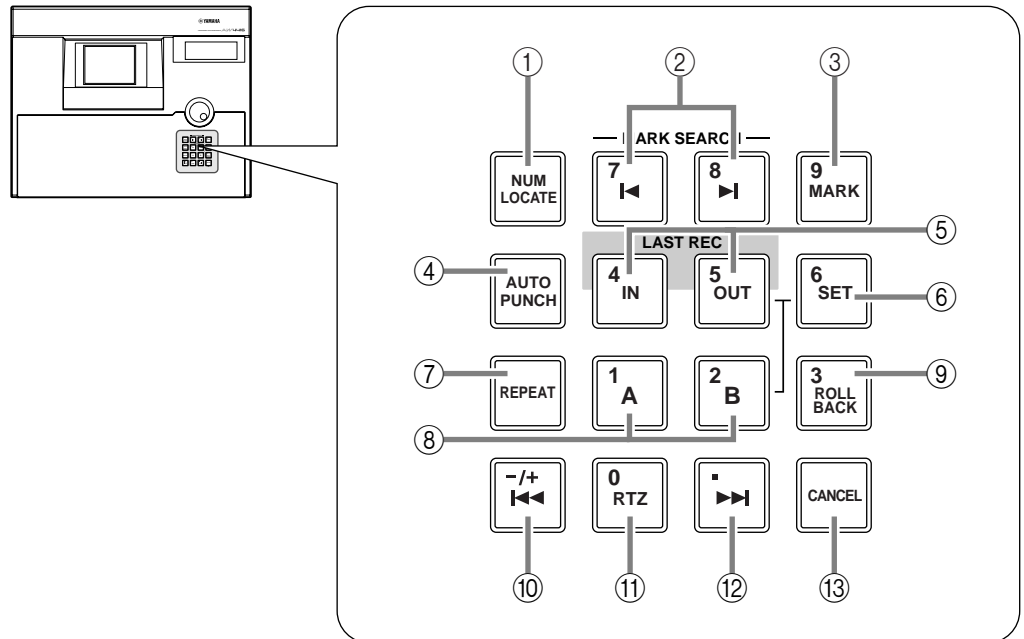 YAMAHA
① ② ③
MARK SEARCH
NUM LOCATE
7
8
9 MARK
⑤
LAST REC
④
AUTO PUNCH
4 IN
5 OUT
6 SET
⑥
⑦
REPEAT
1 A
2 B
3 ROLL BACK
⑨
⑧
-/+
0 RTZ
.
CANCEL
⑩ ⑪ ⑫ ⑬